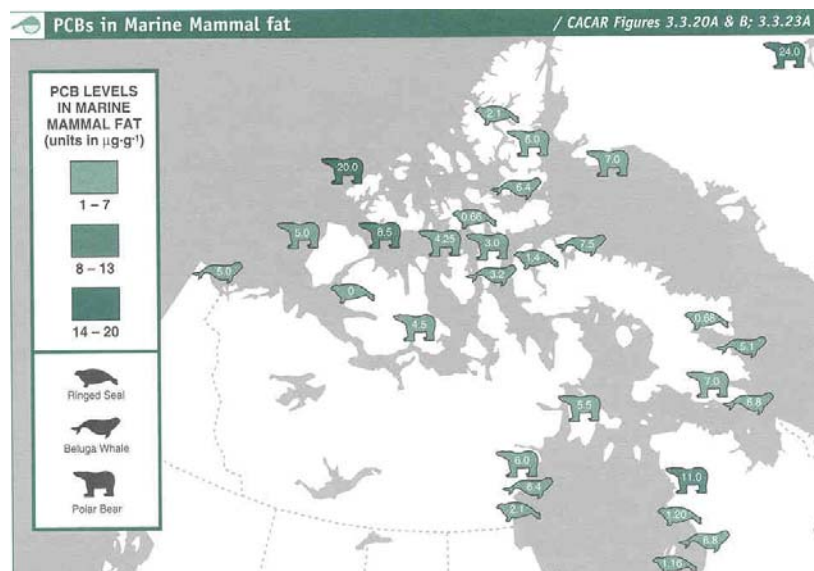 PCBs in Marine Mammal fat
/ CACAR Figures 3.3.20A & B; 3.3.23A
PCB LEVELS
IN MARINE
MAMMAL FAT
(units in µg·g⁻¹)
1 – 7
8 – 13
14 – 20
Ringed Seal
Beluga Whale
Polar Bear
24.0
2.1
6.0
7.0
20.0
6.4
0.66
5.0
8.5
4.25
3.0
7.5
1.4
5.0
3.2
0
4.5
0.68
5.1
7.0
6.8
5.5
6.0
6.4
11.0
2.1
1.20
6.8
1.16